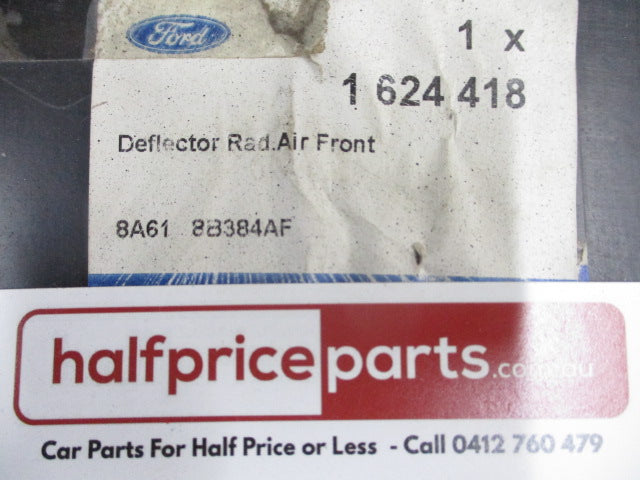 Ford
1 x
1 624 418
Deflector Rad.Air Front
8A61 8B384AF
halfpriceparts.com.au
Car Parts For Half Price or Less - Call 0412 760 479